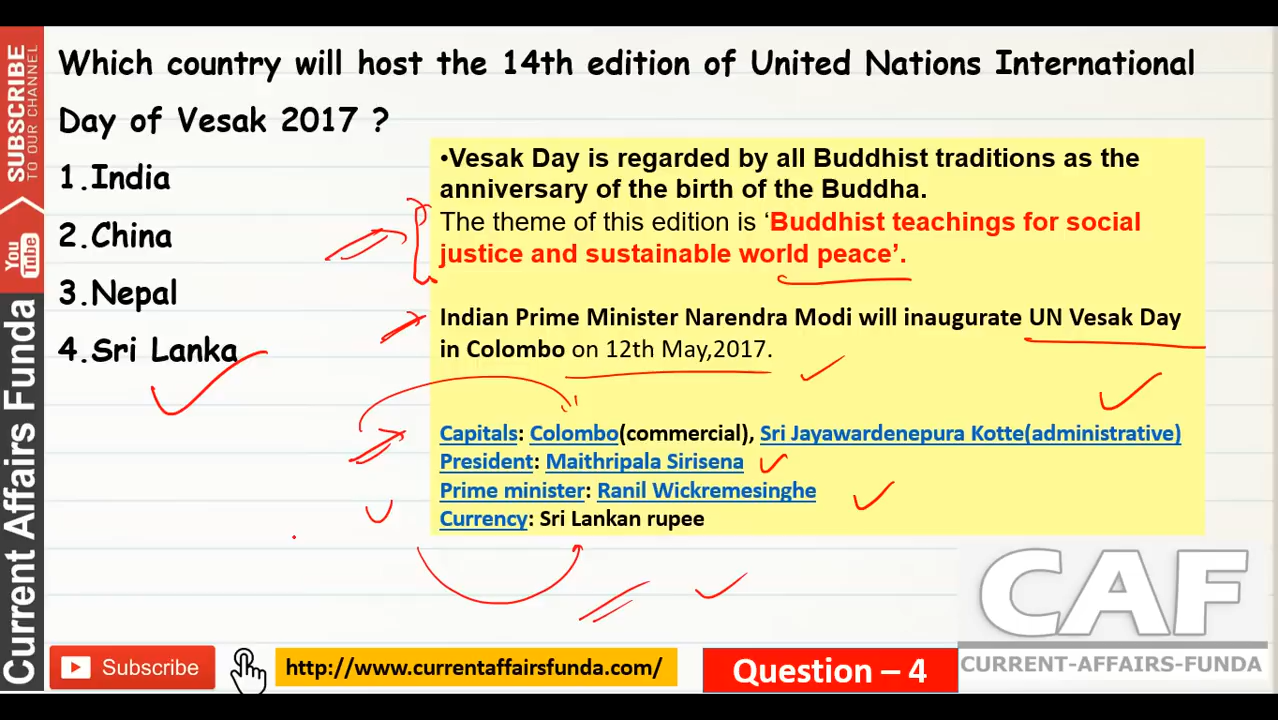 Which country will host the 14th edition of United Nations International
Day of Vesak 2017 ?
1.India
2.China
3.Nepal
4.Sri Lanka
•Vesak Day is regarded by all Buddhist traditions as the
anniversary of the birth of the Buddha.
The theme of this edition is ‘Buddhist teachings for social
justice and sustainable world peace’.
Indian Prime Minister Narendra Modi will inaugurate UN Vesak Day
in Colombo on 12th May,2017.
Capitals: Colombo(commercial), Sri Jayawardenepura Kotte(administrative)
President: Maithripala Sirisena
Prime minister: Ranil Wickremesinghe
Currency: Sri Lankan rupee
SUBSCRIBE
TO OUR CHANNEL
You
Tube
Current Affairs Funda
Subscribe
http://www.currentaffairsfunda.com/
Question – 4
CAF
CURRENT-AFFAIRS-FUNDA